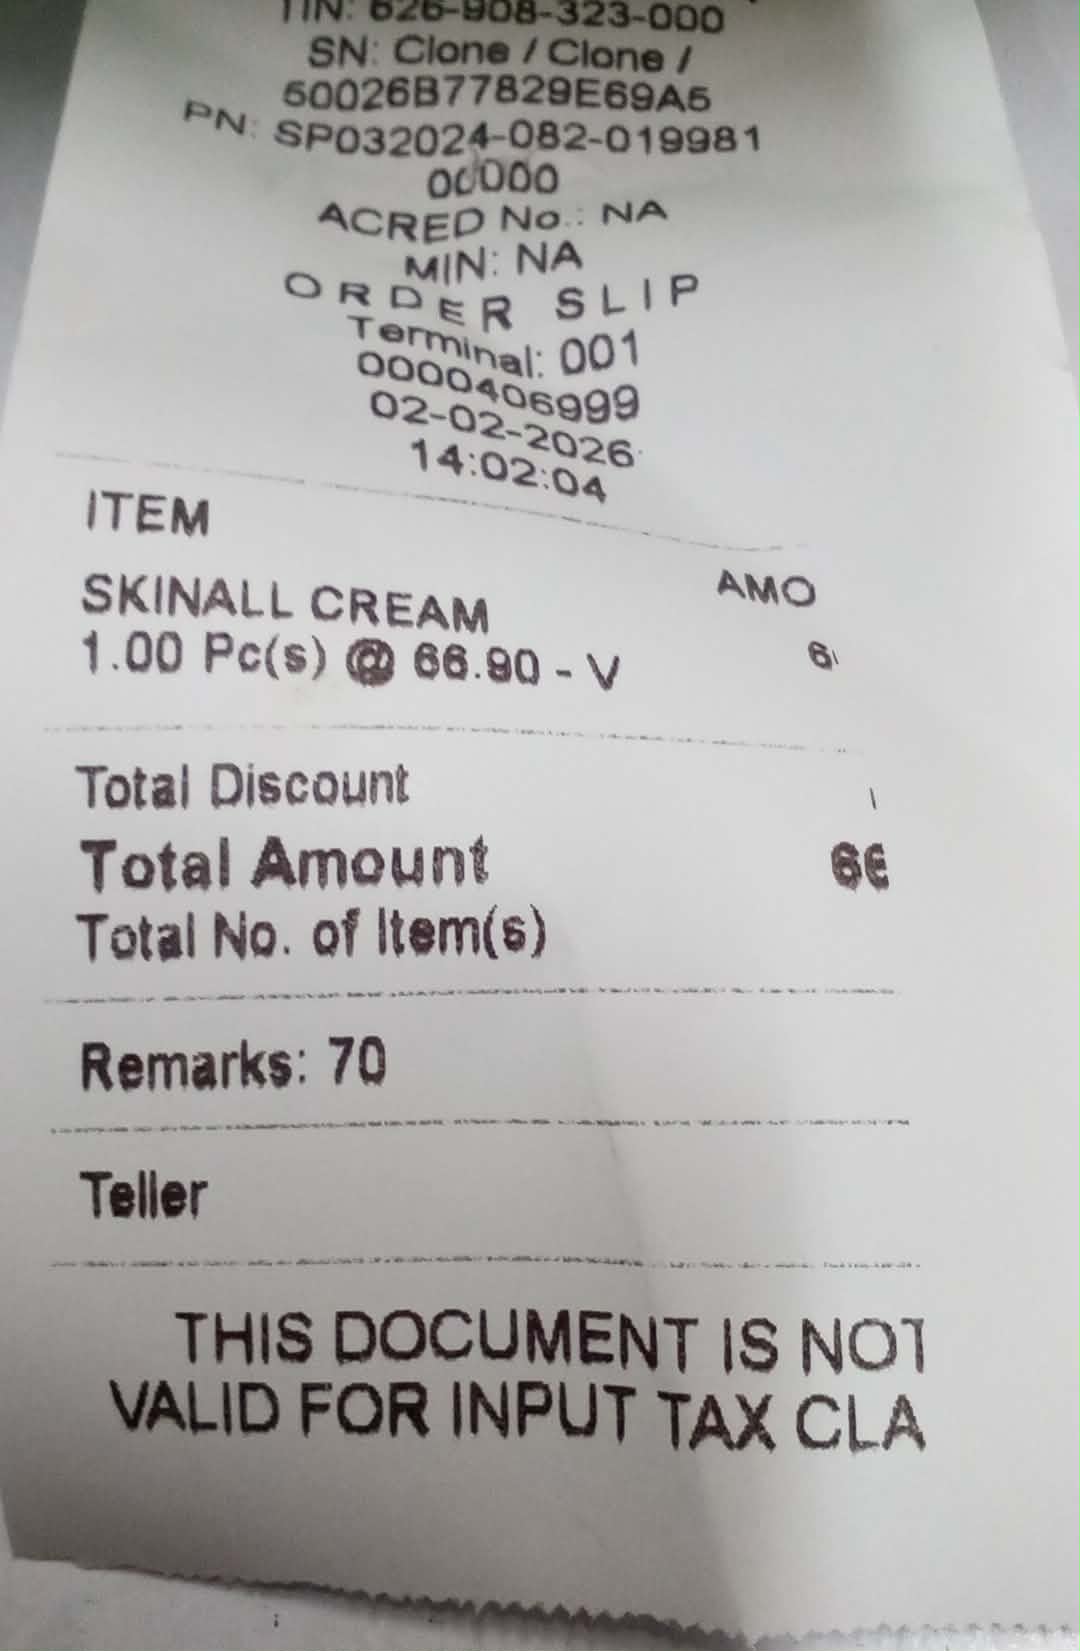 TIN: 626-908-323-000
SN: Clone / Clone /
50026B77829E69A5
PN: SP032024-082-019981
00000
ACRED No.: NA
MIN: NA
ORDER SLIP
Terminal: 001
0000406999
02-02-2026
14:02:04
ITEM AMO
SKINALL CREAM
1.00 Pc(s) @ 66.90 - V 6
Total Discount
Total Amount 66
Total No. of Item(s)
Remarks: 70
Teller
THIS DOCUMENT IS NOT
VALID FOR INPUT TAX CLA